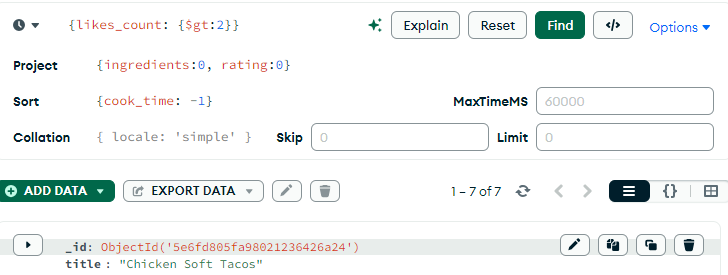 {likes_count: {$gt:2}} Explain Reset Find </> Options
Project {ingredients:0, rating:0}
Sort {cook_time: -1} MaxTimeMS 60000
Collation { locale: 'simple' } Skip 0 Limit 0
ADD DATA EXPORT DATA 1 – 7 of 7 {}
_id: ObjectId('5e6fd805fa98021236426a24')
title : "Chicken Soft Tacos"